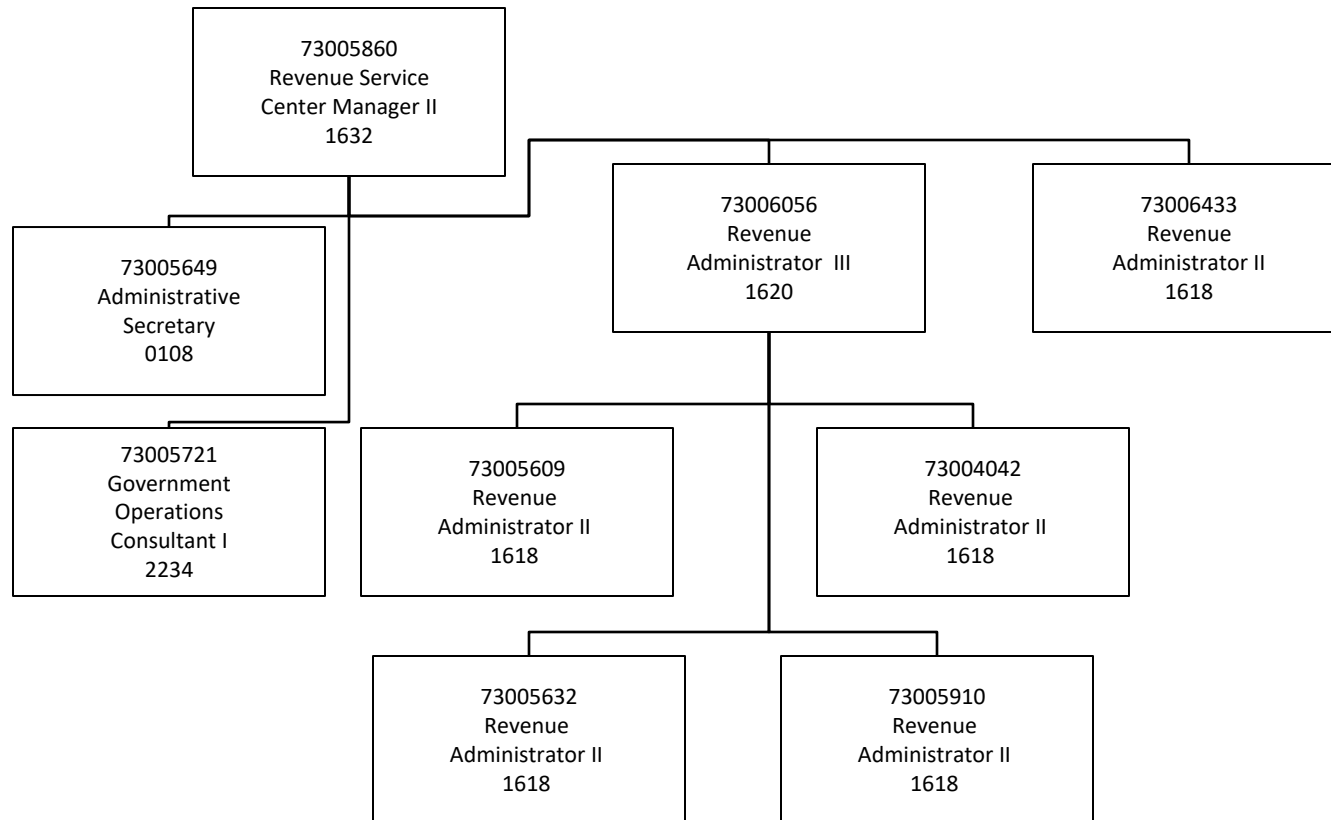 73005860
Revenue Service
Center Manager II
1632
73006056
Revenue
Administrator III
1620
73006433
Revenue
Administrator II
1618
73005649
Administrative
Secretary
0108
73005721
Government
Operations
Consultant I
2234
73005609
Revenue
Administrator II
1618
73004042
Revenue
Administrator II
1618
73005632
Revenue
Administrator II
1618
73005910
Revenue
Administrator II
1618